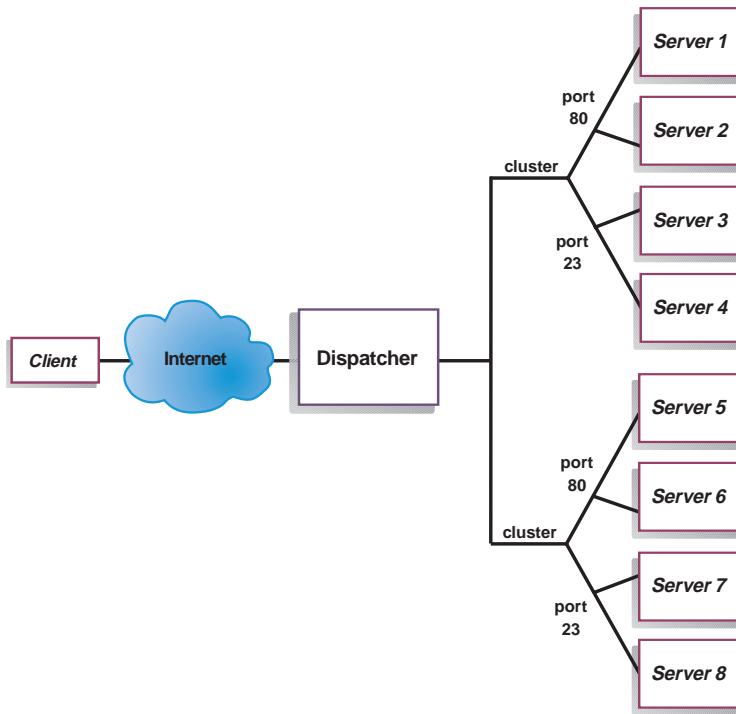 Server 1
port
80
Server 2
cluster
Server 3
port
23
Server 4
Client
Internet
Dispatcher
Server 5
port
80
Server 6
cluster
Server 7
port
23
Server 8